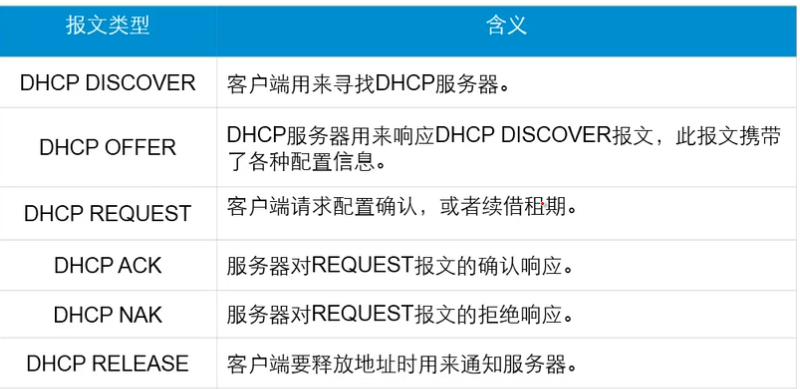 报文类型 含义
DHCP DISCOVER 客户端用来寻找DHCP服务器。
DHCP OFFER DHCP服务器用来响应DHCP DISCOVER报文，此报文携带
了各种配置信息。
DHCP REQUEST 客户端请求配置确认，或者续借租期。
DHCP ACK 服务器对REQUEST报文的确认响应。
DHCP NAK 服务器对REQUEST报文的拒绝响应。
DHCP RELEASE 客户端要释放地址时用来通知服务器。